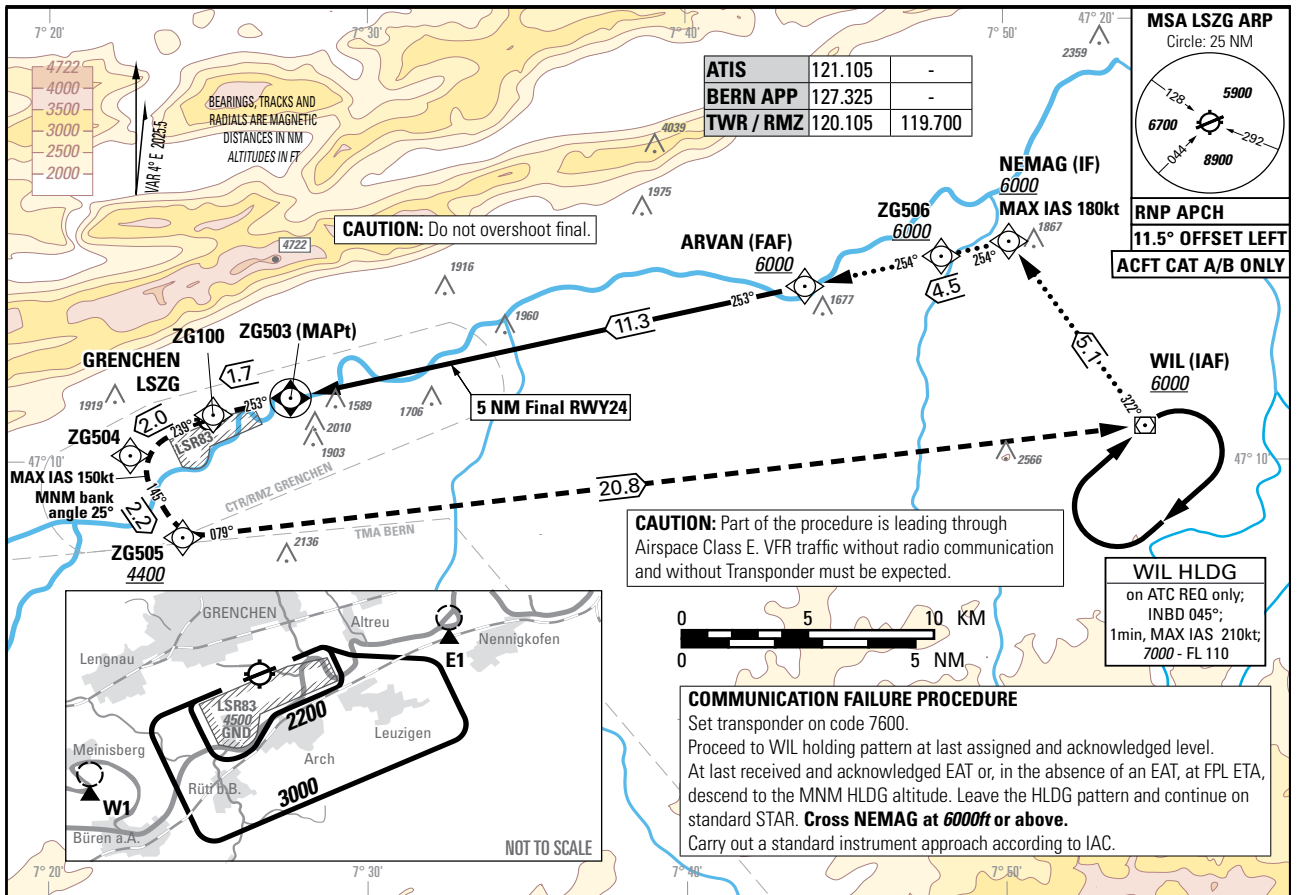 7° 20'
7° 30'
7° 40'
7° 50'
47° 20'
4722
4000
3500
3000
2500
2000
VAR 4° E 2025.5
BEARINGS, TRACKS AND
RADIALS ARE MAGNETIC
DISTANCES IN NM
ALTITUDES IN FT
ATIS 121.105 -
BERN APP 127.325 -
TWR / RMZ 120.105 119.700
MSA LSZG ARP
Circle: 25 NM
128
5900
6700
292
044
8900
RNP APCH
11.5° OFFSET LEFT
ACFT CAT A/B ONLY
2359
4039
1975
NEMAG (IF)
6000
MAX IAS 180kt
1867
ZG506
6000
254°
254°
4.5
ARVAN (FAF)
6000
1677
253°
CAUTION: Do not overshoot final.
4722
1916
1960
11.3
5.1
322°
WIL (IAF)
6000
ZG100
ZG503 (MAPt)
GRENCHEN
LSZG
1.7
253°
1919
1589
1706
2010
1903
5 NM Final RWY24
2.0
239°
LSR83
ZG504
47° 10'
47° 10'
MAX IAS 150kt
MNM bank
angle 25°
145°
2.2
CTR/RMZ GRENCHEN
2566
20.8
079°
TMA BERN
2136
ZG505
4400
CAUTION: Part of the procedure is leading through
Airspace Class E. VFR traffic without radio communication
and without Transponder must be expected.
WIL HLDG
on ATC REQ only;
INBD 045°;
1min, MAX IAS 210kt;
7000 - FL 110
0 5 10 KM
0 5 NM
GRENCHEN
Altreu
Lengnau
Nennigkofen
E1
LSR83
4500
GND
2200
Leuzigen
Meinisberg
Arch
Rüti b.B.
3000
W1
Büren a.A.
NOT TO SCALE
COMMUNICATION FAILURE PROCEDURE
Set transponder on code 7600.
Proceed to WIL holding pattern at last assigned and acknowledged level.
At last received and acknowledged EAT or, in the absence of an EAT, at FPL ETA,
descend to the MNM HLDG altitude. Leave the HLDG pattern and continue on
standard STAR. Cross NEMAG at 6000ft or above.
Carry out a standard instrument approach according to IAC.
7° 20'
7° 30'
7° 40'
7° 50'